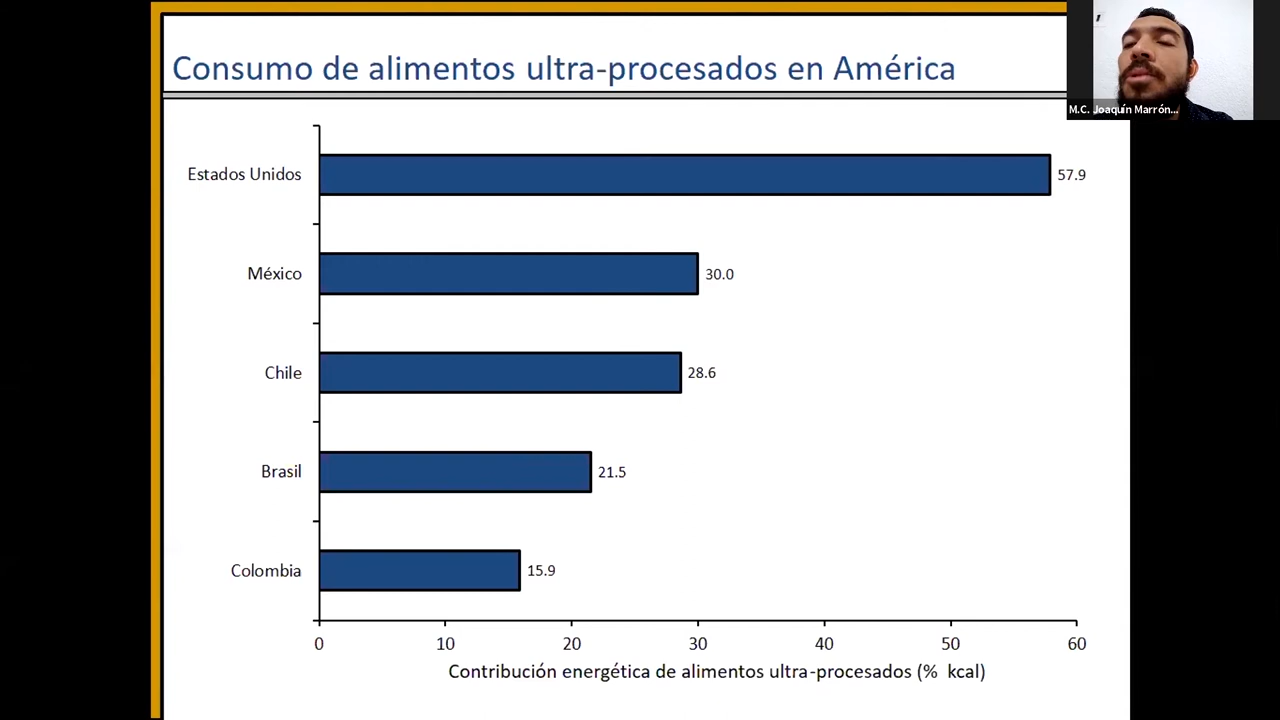 Consumo de alimentos ultra-procesados en América
M.C. Joaquín Marrón...
Estados Unidos
57.9
México
30.0
Chile
28.6
Brasil
21.5
Colombia
15.9
0 10 20 30 40 50 60
Contribución energética de alimentos ultra-procesados (% kcal)